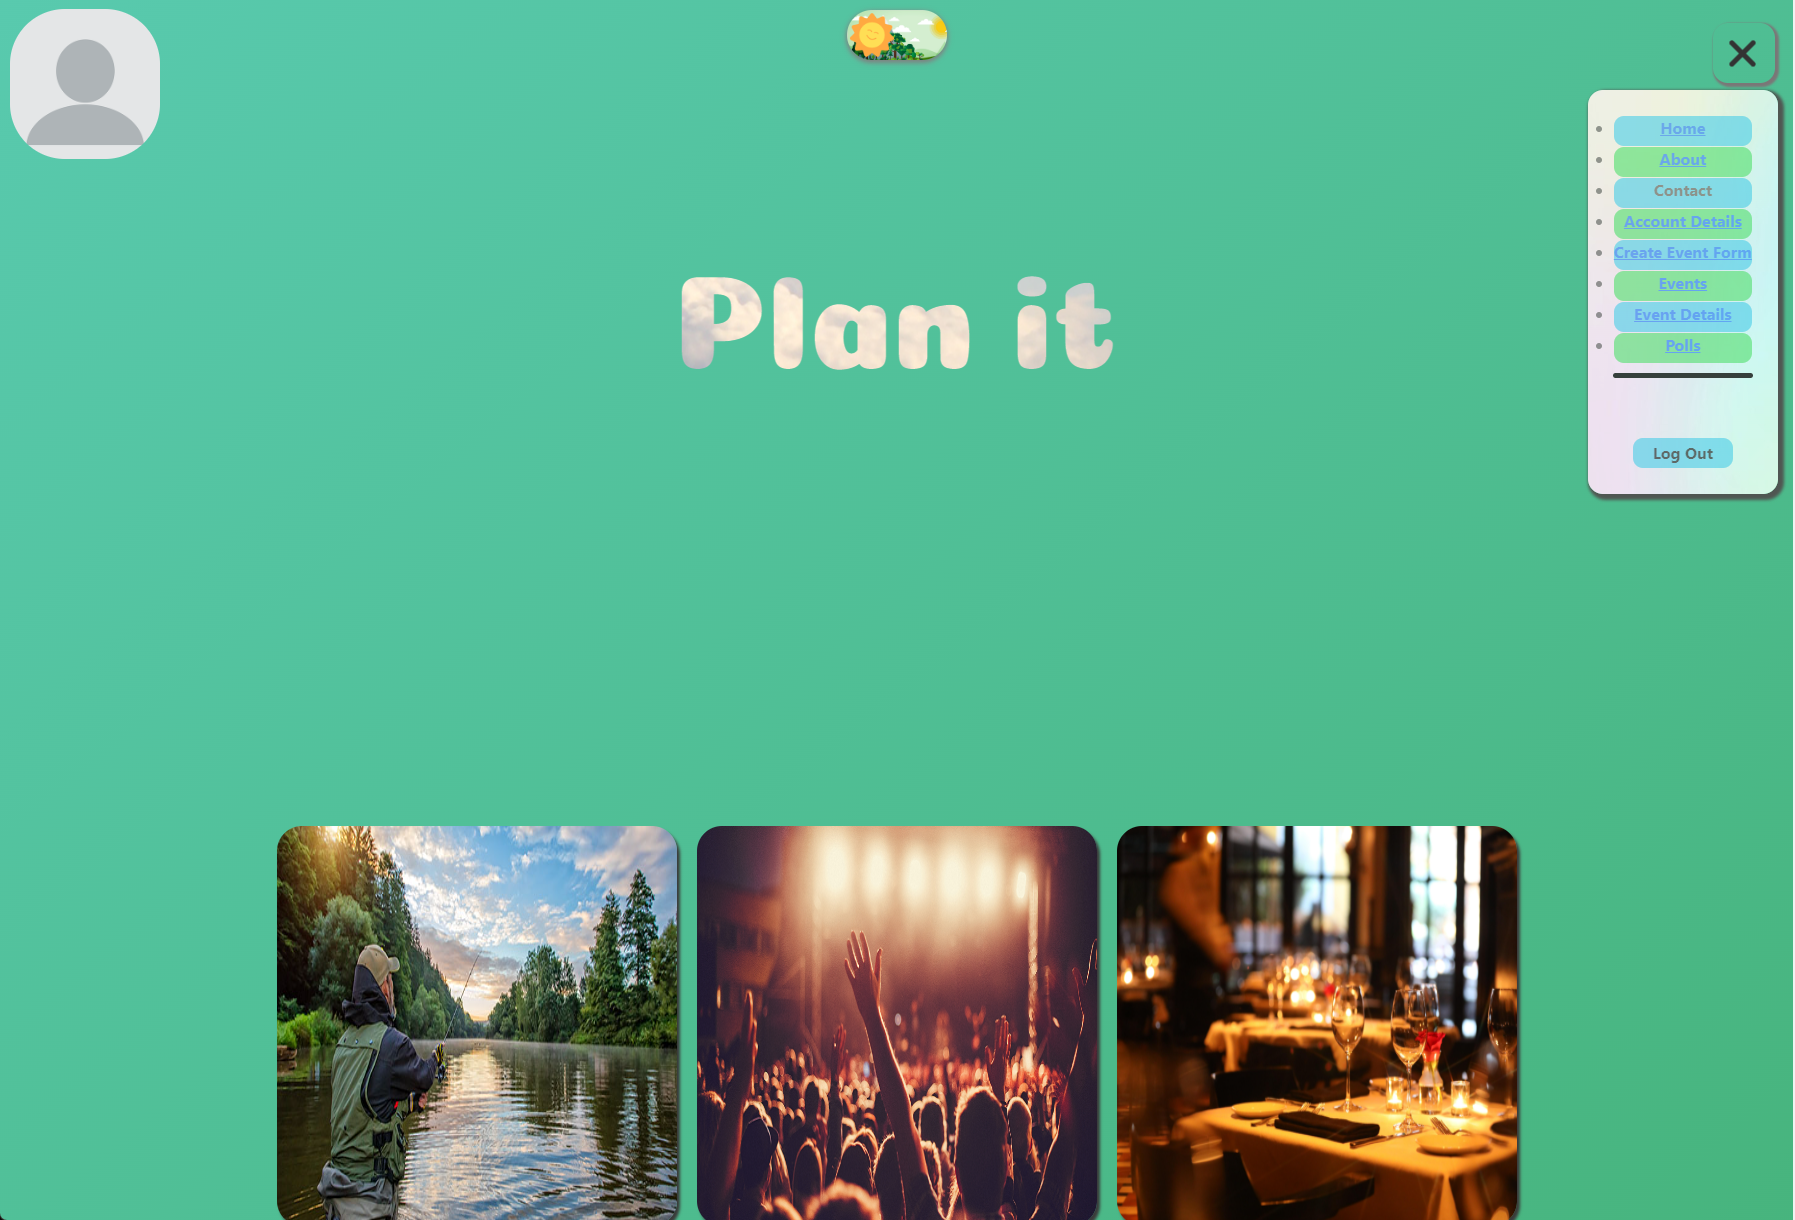 Plan it
Home
About
Contact
Account Details
Create Event Form
Events
Event Details
Polls
Log Out